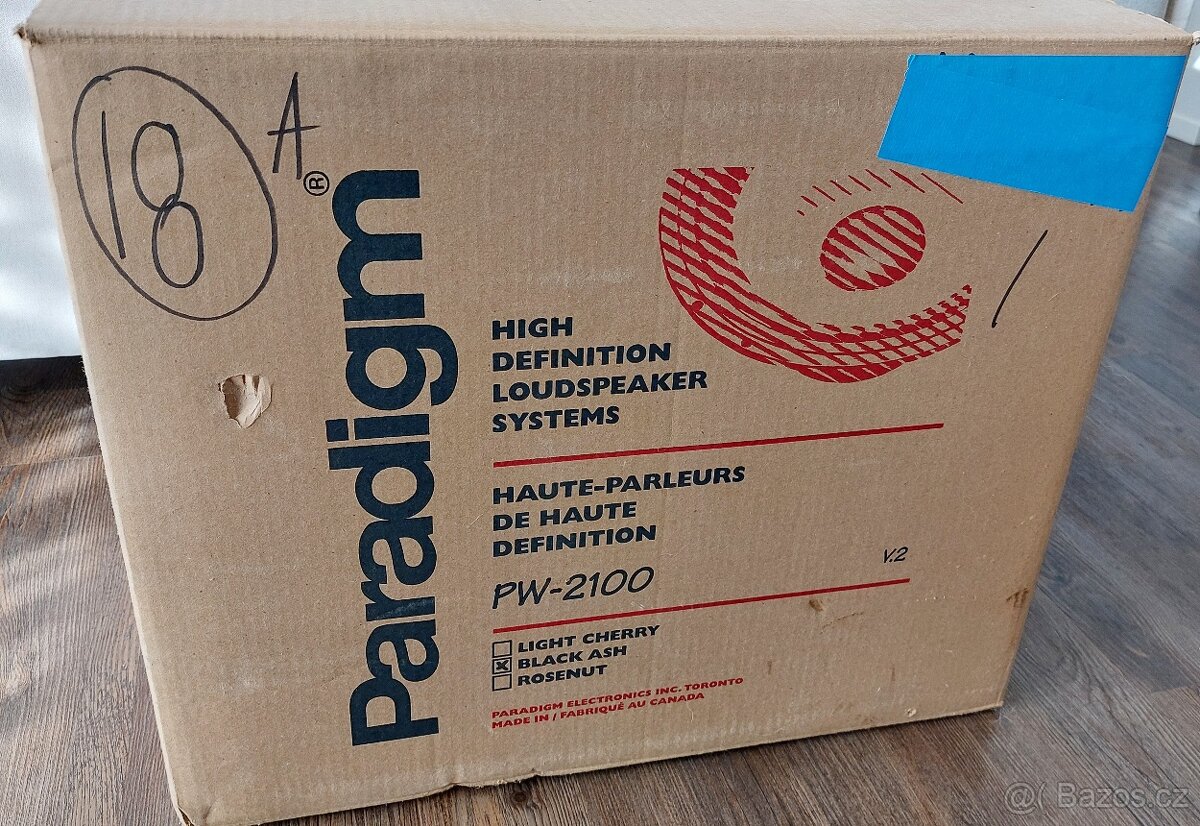 18
A
Paradigm®
HIGH
DEFINITION
LOUDSPEAKER
SYSTEMS
HAUTE-PARLEURS
DE HAUTE
DEFINITION
PW-2100
V.2
LIGHT CHERRY
BLACK ASH
ROSENUT
PARADIGM ELECTRONICS INC. TORONTO
MADE IN / FABRIQUÉ AU CANADA
@( Bazos.cz